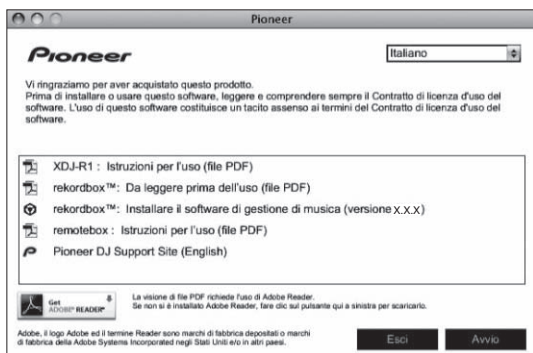 Pioneer
Pioneer
Italiano
Vi ringraziamo per aver acquistato questo prodotto.
Prima di installare o usare questo software, leggere e comprendere sempre il Contratto di licenza d'uso del
software. L'uso di questo software costituisce un tacito assenso ai termini del Contratto di licenza d'uso del
software.
XDJ-R1 : Istruzioni per l'uso (file PDF)
rekordbox™: Da leggere prima dell'uso (file PDF)
rekordbox™: Installare il software di gestione di musica (versione X.X.X)
remotebox : Istruzioni per l'uso (file PDF)
Pioneer DJ Support Site (English)
Get
ADOBE® READER®
La visione di file PDF richiede l'uso di Adobe Reader.
Se non si è installato Adobe Reader, fare clic sul pulsante qui a sinistra per scaricarlo.
Adobe, il logo Adobe ed il termine Reader sono marchi di fabbrica depositati o marchi
di fabbrica della Adobe Systems Incorporated negli Stati Uniti e/o in altri paesi.
Esci
Avvio